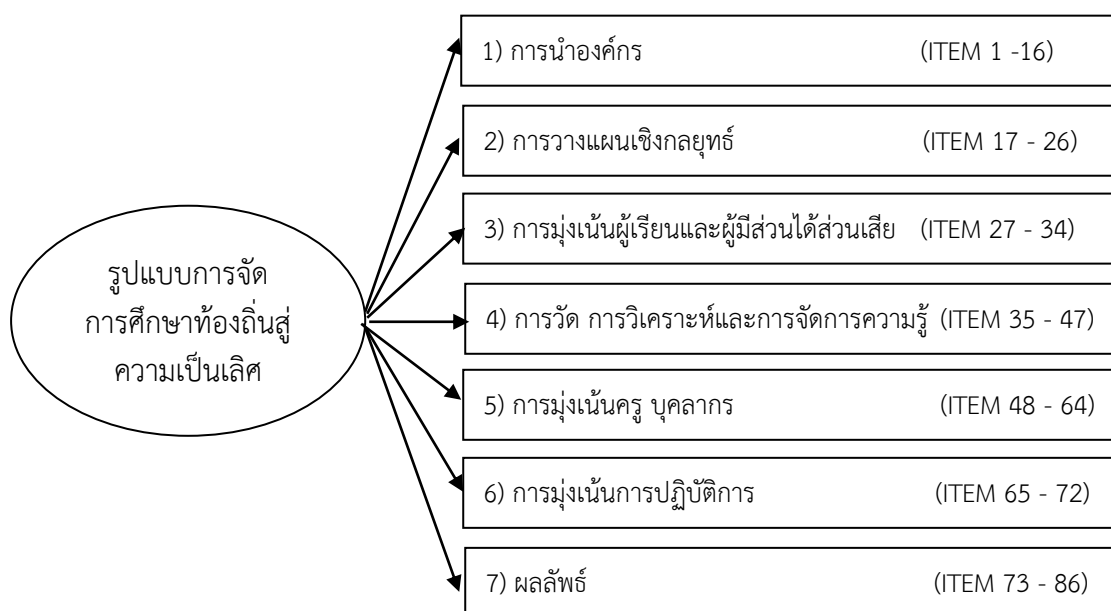 1) การนำองค์กร (ITEM 1 -16)
2) การวางแผนเชิงกลยุทธ์ (ITEM 17 - 26)
3) การมุ่งเน้นผู้เรียนและผู้มีส่วนได้ส่วนเสีย (ITEM 27 - 34)
รูปแบบการจัด
การศึกษาท้องถิ่นสู่
ความเป็นเลิศ
4) การวัด การวิเคราะห์และการจัดการความรู้ (ITEM 35 - 47)
5) การมุ่งเน้นครู บุคลากร (ITEM 48 - 64)
6) การมุ่งเน้นการปฏิบัติการ (ITEM 65 - 72)
7) ผลลัพธ์ (ITEM 73 - 86)